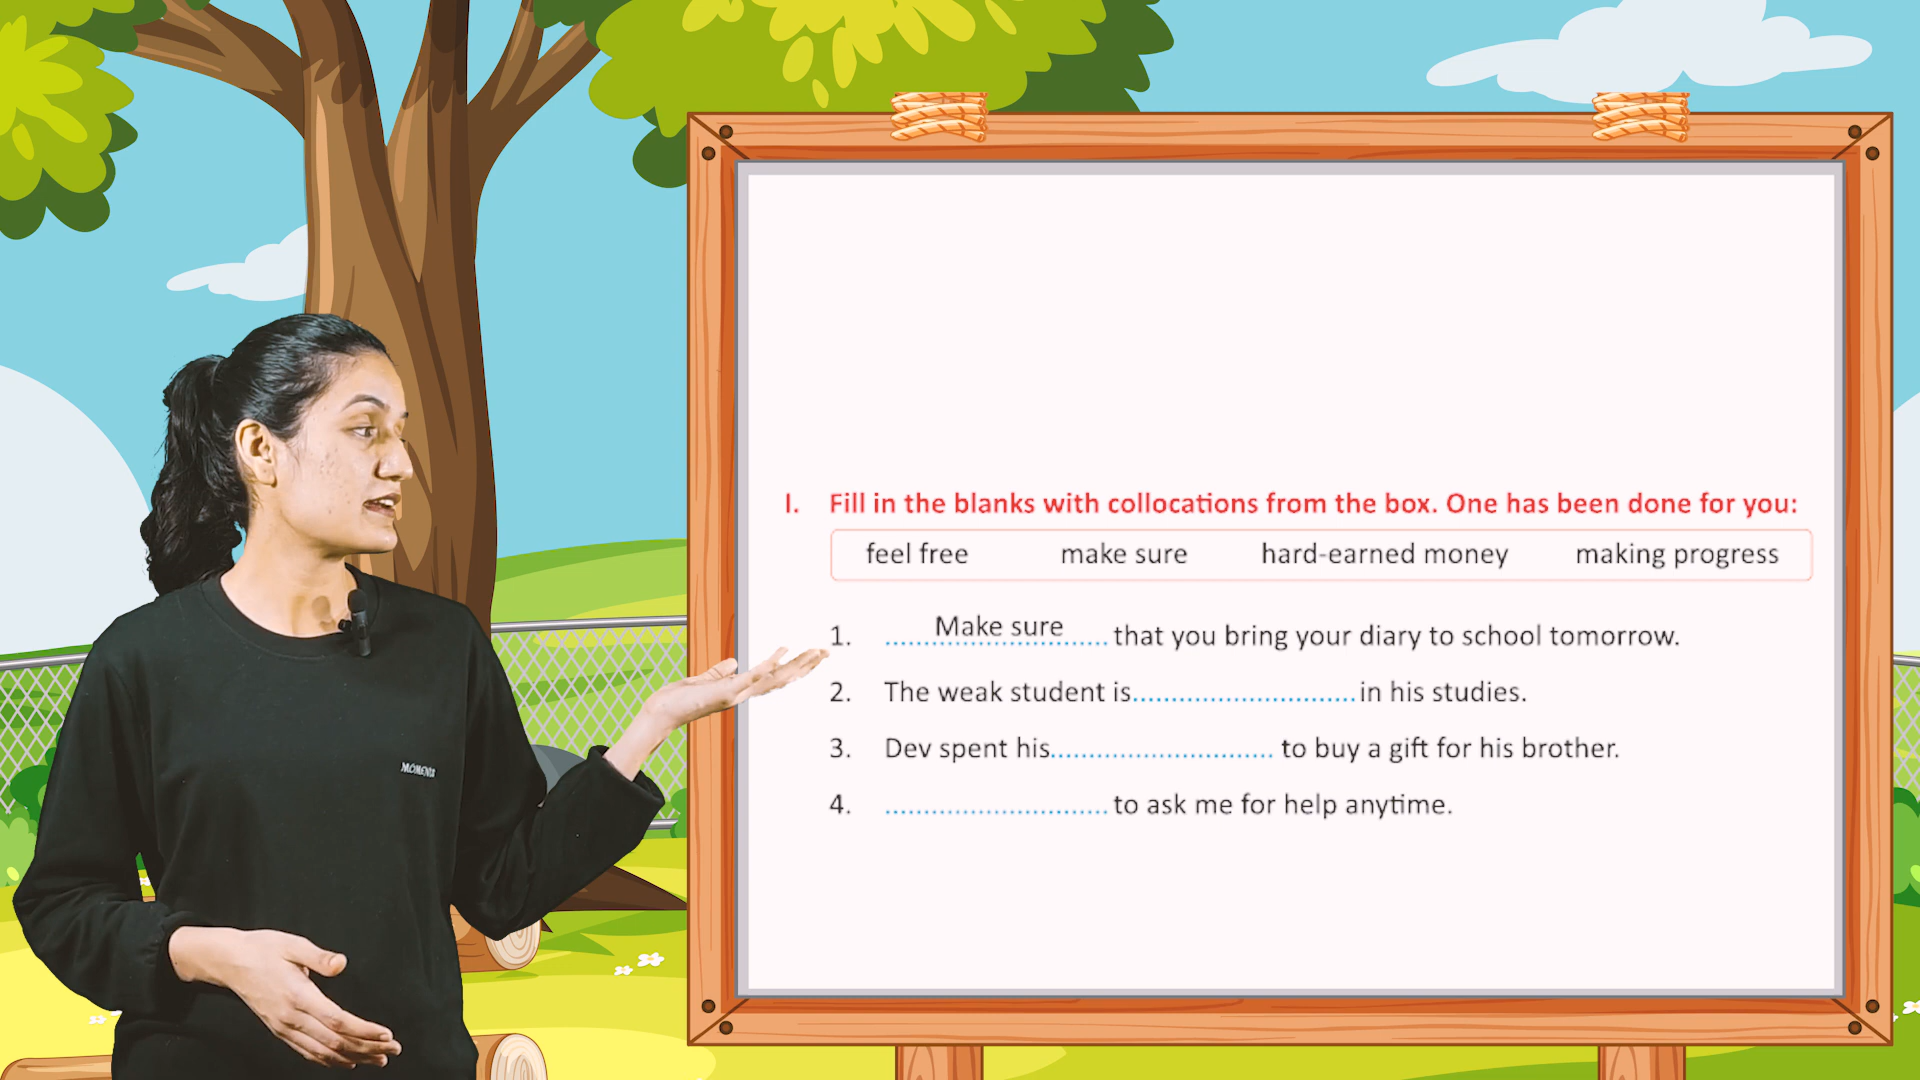 I. Fill in the blanks with collocations from the box. One has been done for you:
feel free make sure hard-earned money making progress
1. Make sure that you bring your diary to school tomorrow.
2. The weak student is............................in his studies.
3. Dev spent his............................ to buy a gift for his brother.
4. ............................ to ask me for help anytime.